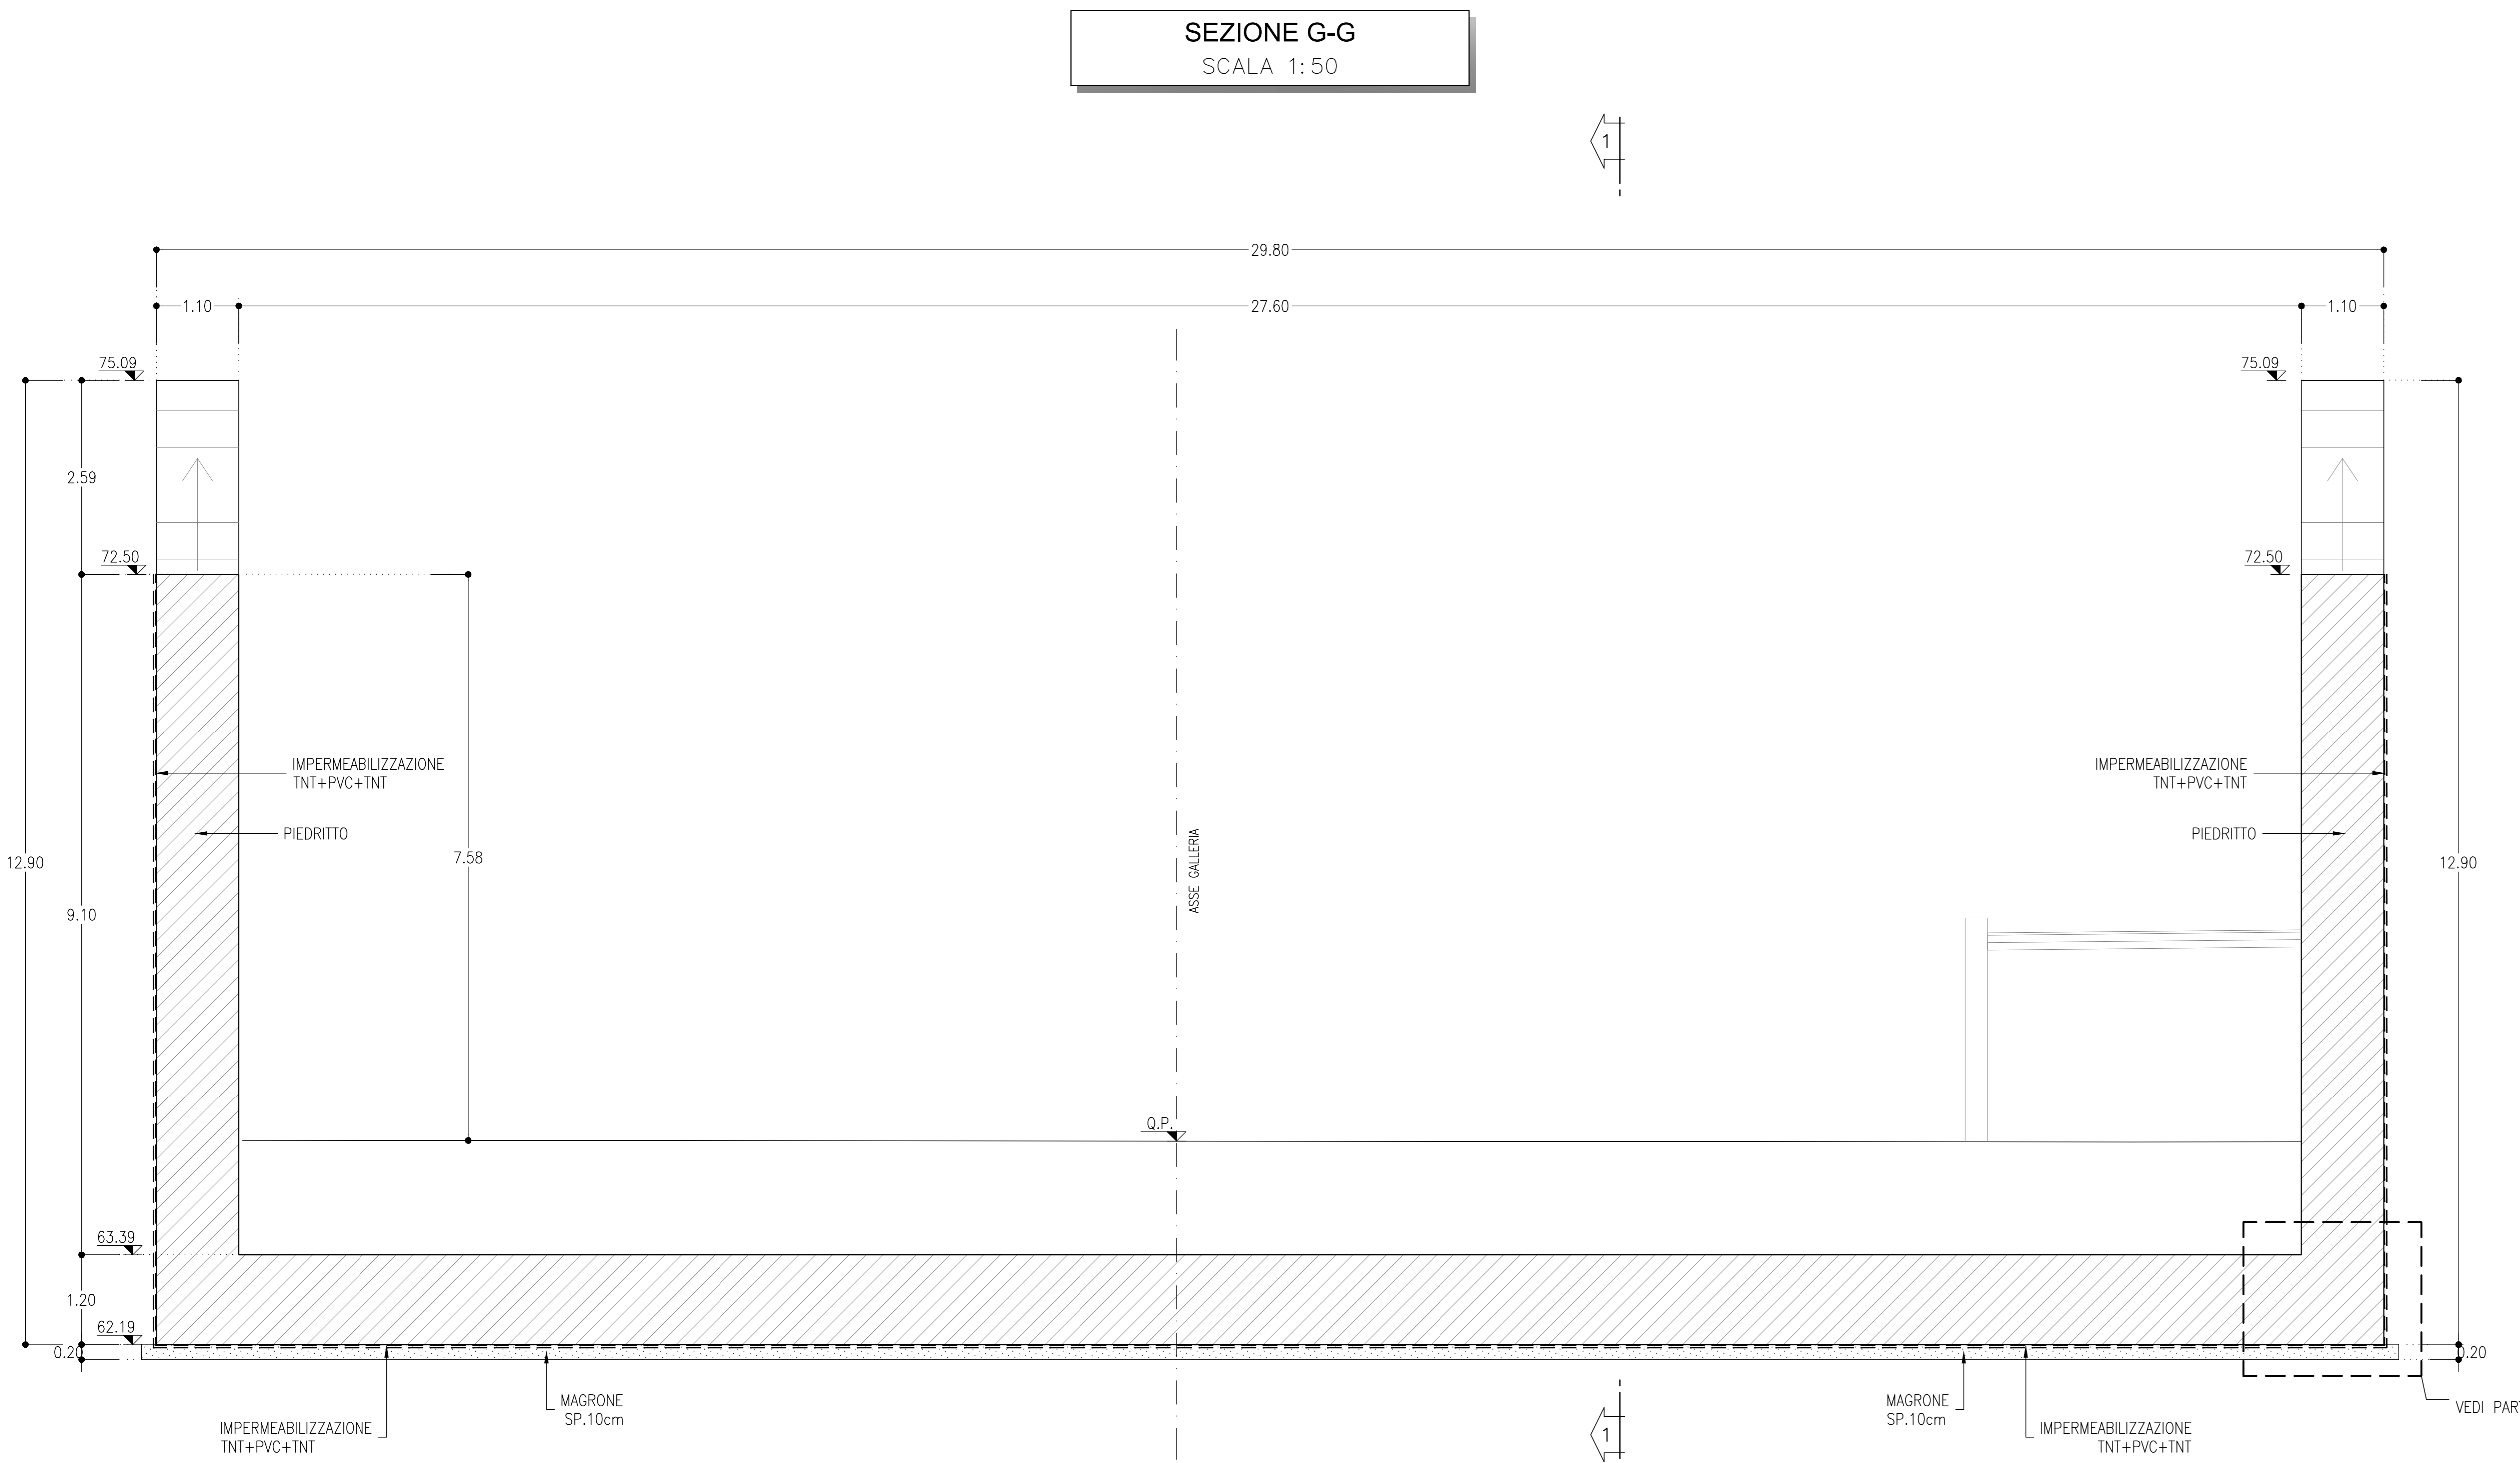 SEZIONE G-G
SCALA 1:50
1
29.80
1.10
27.60
1.10
75.09
75.09
2.59
72.50
72.50
IMPERMEABILIZZAZIONE
TNT+PVC+TNT
IMPERMEABILIZZAZIONE
TNT+PVC+TNT
PIEDRITTO
PIEDRITTO
12.90
7.58
ASSE GALLERIA
12.90
9.10
Q.P.
63.39
1.20
62.19
0.20
0.20
MAGRONE
SP.10cm
MAGRONE
SP.10cm
VEDI PAR
IMPERMEABILIZZAZIONE
TNT+PVC+TNT
1
IMPERMEABILIZZAZIONE
TNT+PVC+TNT